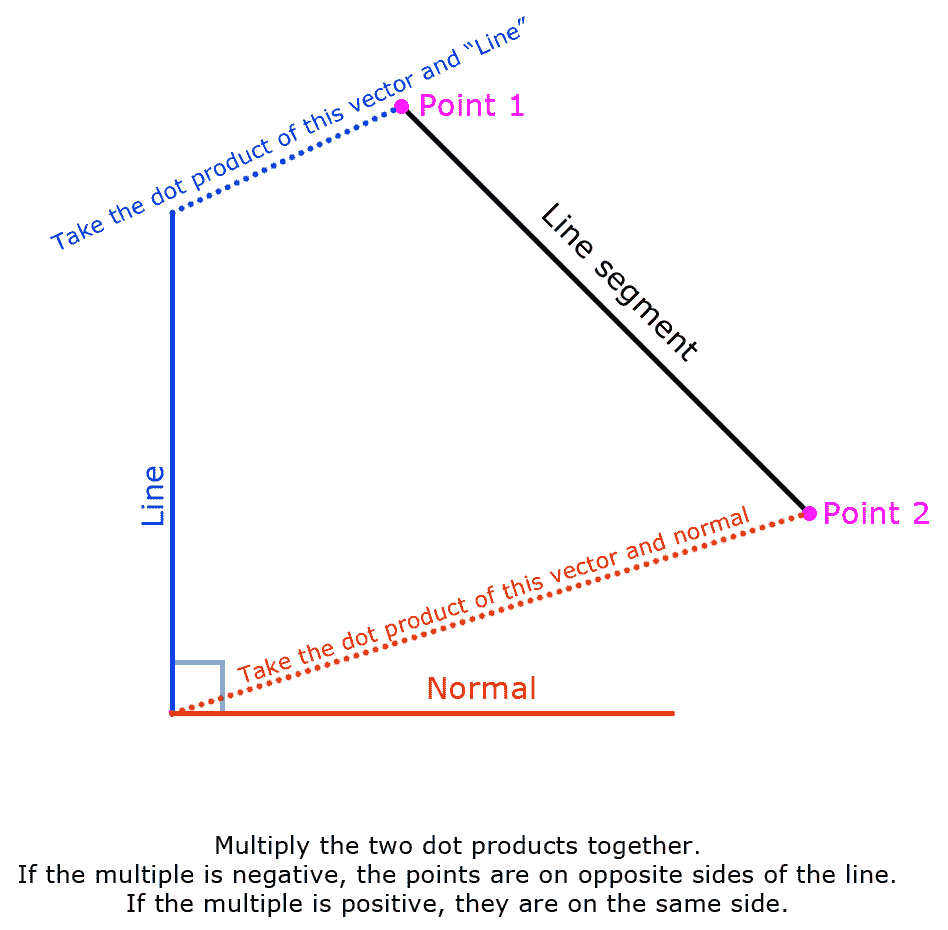 Take the dot product of this vector and “Line”
Point 1
Line segment
Line
Point 2
Take the dot product of this vector and normal
Normal
Multiply the two dot products together.
If the multiple is negative, the points are on opposite sides of the line.
If the multiple is positive, they are on the same side.